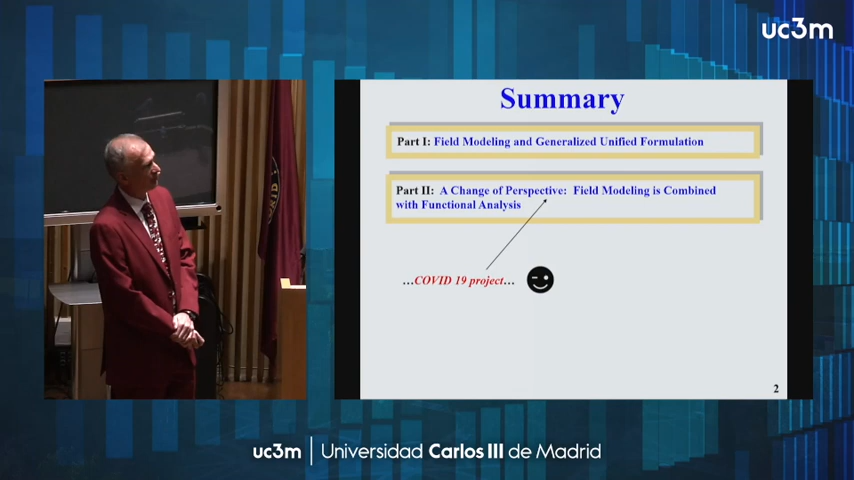 uc3m
Summary
Part I: Field Modeling and Generalized Unified Formulation
Part II: A Change of Perspective: Field Modeling is Combined
with Functional Analysis
...COVID 19 project...
2
uc3m | Universidad Carlos III de Madrid